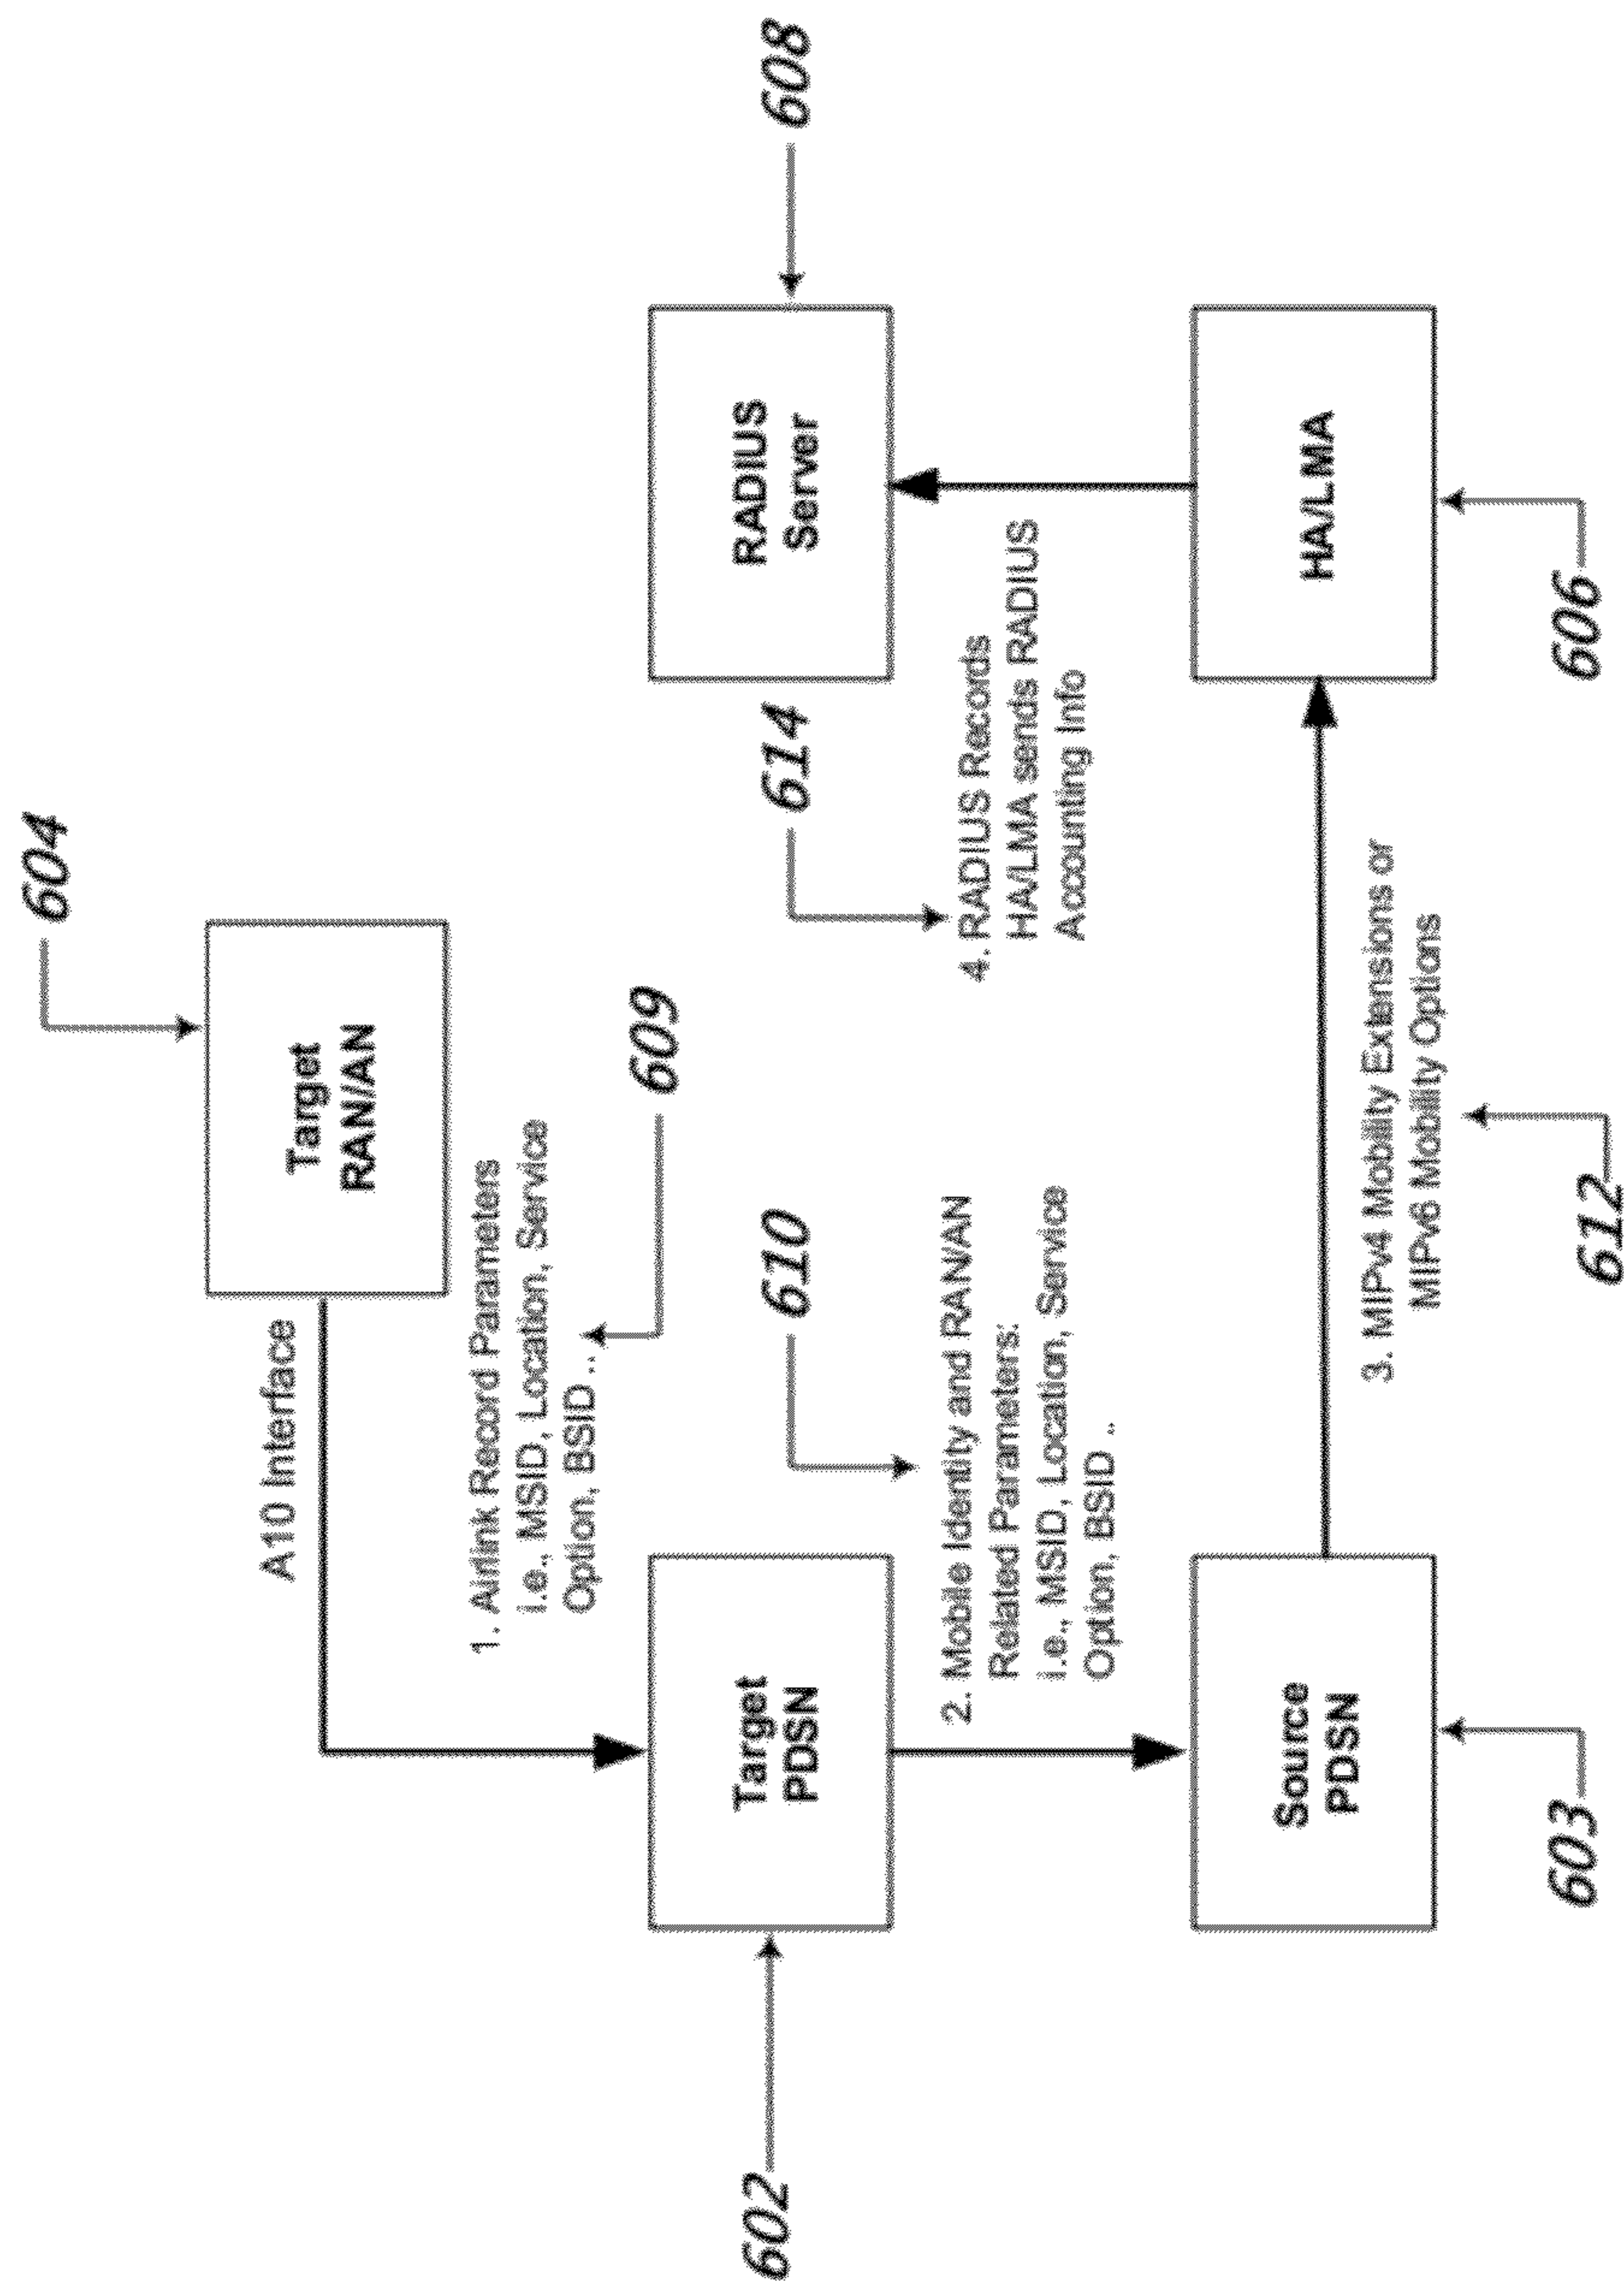 604
Target
RAN/AN
A10 Interface
1. Airlink Record Parameters
i.e., MSID, Location, Service
Option, BSID ..
609
602
Target
PDSN
610
614
RADIUS
Server
608
2. Mobile Identity and RAN/AN
Related Parameters:
i.e., MSID, Location, Service
Option, BSID ..
4. RADIUS Records
HA/LMA sends RADIUS
Accounting Info
Source
PDSN
HA/LMA
3. MIPv4 Mobility Extensions or
MIPv6 Mobility Options
603
612
606